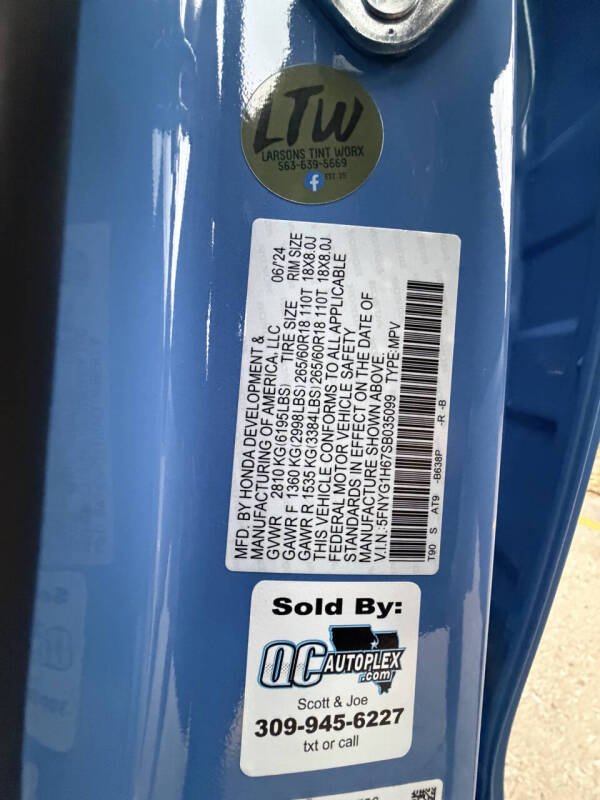 LTW
LARSONS TINT WORX
563-639-5669
f EST. 15
MFD. BY HONDA DEVELOPMENT &
MANUFACTURING OF AMERICA, LLC 06/'24
GVWR 2810 KG(6195LBS) TIRE SIZE RIM SIZE
GAWR F 1360 KG(2998LBS) 265/60R18 110T 18X8.0J
GAWR R 1535 KG(3384LBS) 265/60R18 110T 18X8.0J
THIS VEHICLE CONFORMS TO ALL APPLICABLE
FEDERAL MOTOR VEHICLE SAFETY
STANDARDS IN EFFECT ON THE DATE OF
MANUFACTURE SHOWN ABOVE.
V.I.N.:5FNYG1H67SB035099 TYPE:MPV
T90 S AT9 -B638P -R -B
Sold By:
QC AUTOPLEX
.com
Scott & Joe
309-945-6227
txt or call